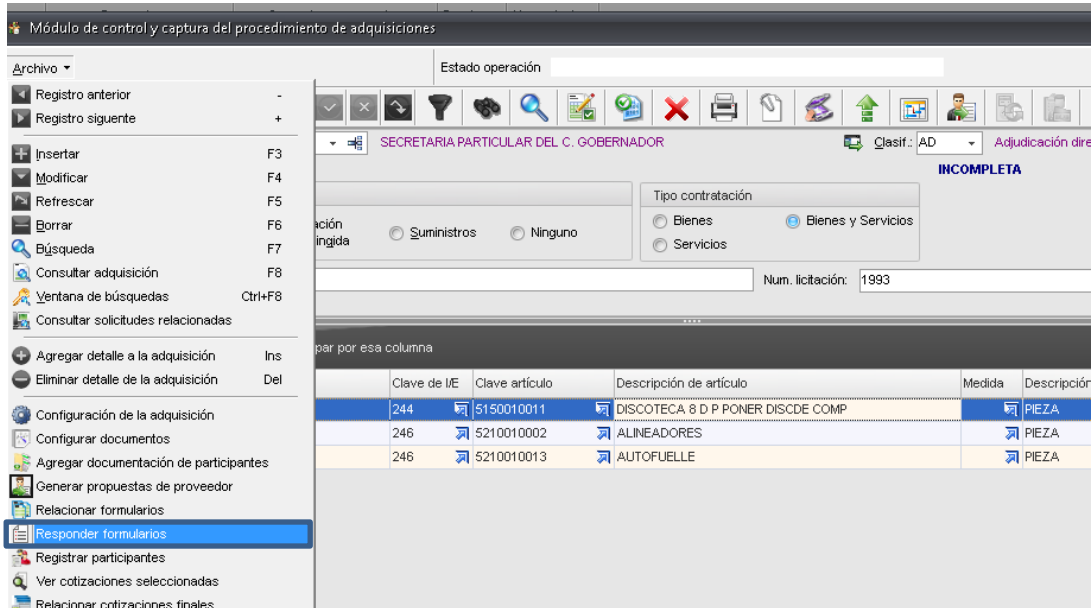 Módulo de control y captura del procedimiento de adquisiciones
Archivo
Estado operación
Registro anterior -
Registro siguente +
Insertar F3
Modificar F4
Refrescar F5
Borrar F6
Búsqueda F7
Consultar adquisición F8
Ventana de búsquedas Ctrl+F8
Consultar solicitudes relacionadas
Agregar detalle a la adquisición Ins
Eliminar detalle de la adquisición Del
Configuración de la adquisición
Configurar documentos
Agregar documentación de participantes
Generar propuestas de proveedor
Relacionar formularios
Responder formularios
Registrar participantes
Ver cotizaciones seleccionadas
Relacionar cotizaciones finales
SECRETARIA PARTICULAR DEL C. GOBERNADOR Clasif.: AD Adjudicación dire
INCOMPLETA
Tipo contratación
ación
ingida
Suministros Ninguno
Bienes Bienes y Servicios
Servicios
Num. licitación: 1993
par por esa columna
Clave de I/E Clave artículo Descripción de artículo Medida Descripción
244 5150010011 DISCOTECA 8 D P PONER DISCDE COMP PIEZA
246 5210010002 ALINEADORES PIEZA
246 5210010013 AUTOFUELLE PIEZA